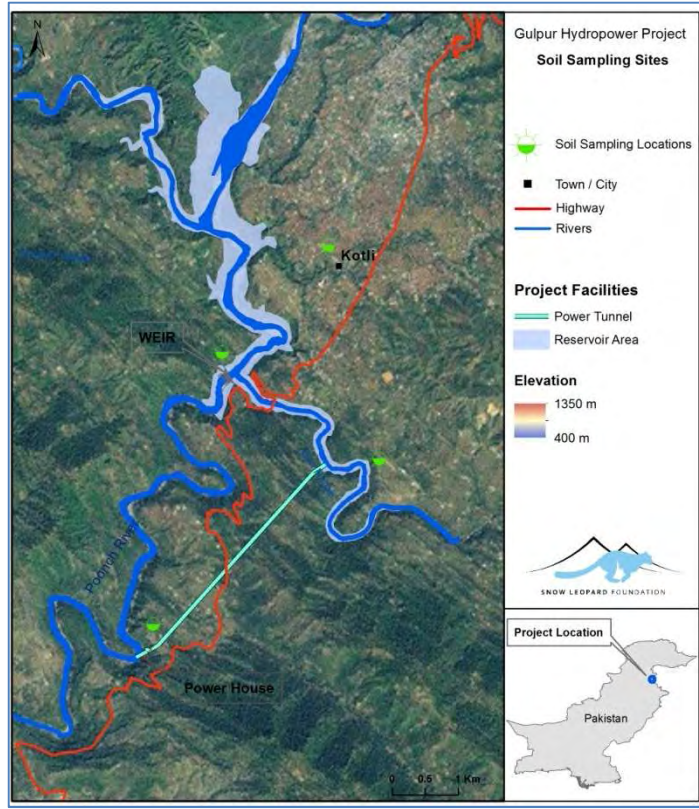 Gulpur Hydropower Project
Soil Sampling Sites
N
Soil Sampling Locations
Town / City
Highway
Rivers
Project Facilities
Power Tunnel
Reservoir Area
Elevation
1350 m
400 m
SNOW LEOPARD FOUNDATION
Project Location
Pakistan
Kotli
WEIR
Poonch River
Power House
0 0.5 1 Km